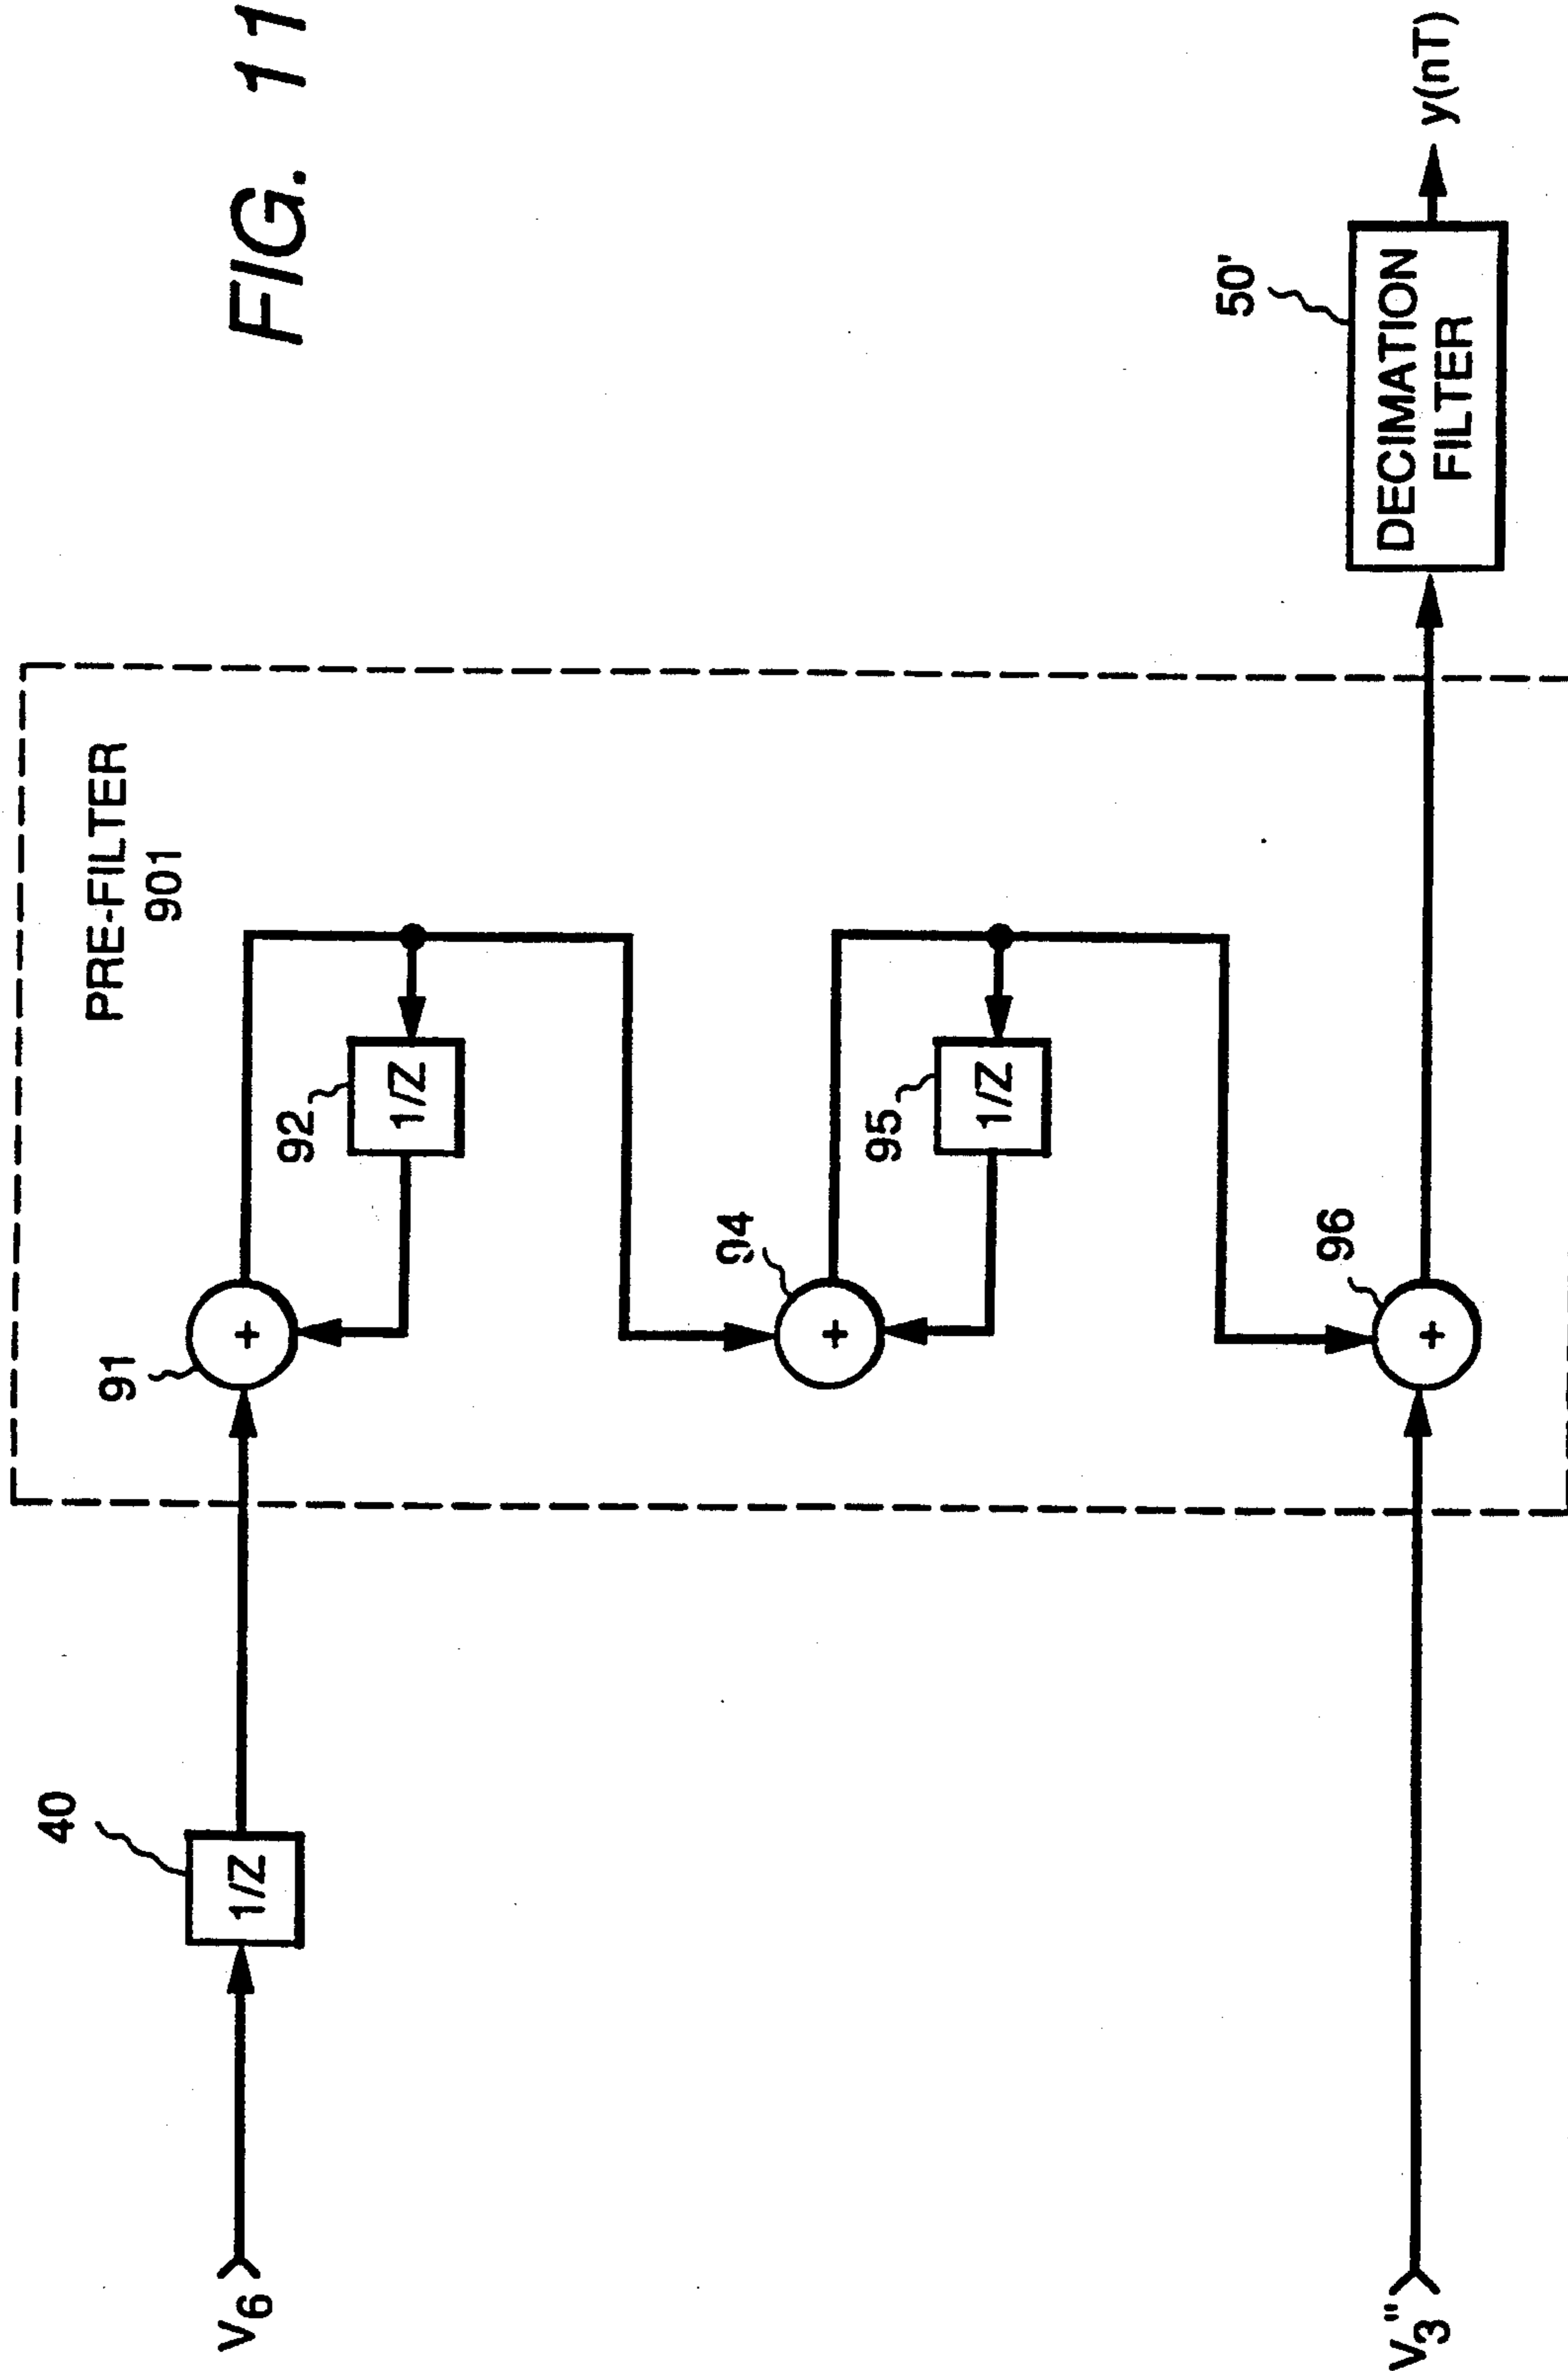 FIG. 11
PRE-FILTER
901
40
1/Z
V6
91
+
92
1/Z
94
+
95
1/Z
96
+
V3"
50'
DECIMATION
FILTER
y(nT)